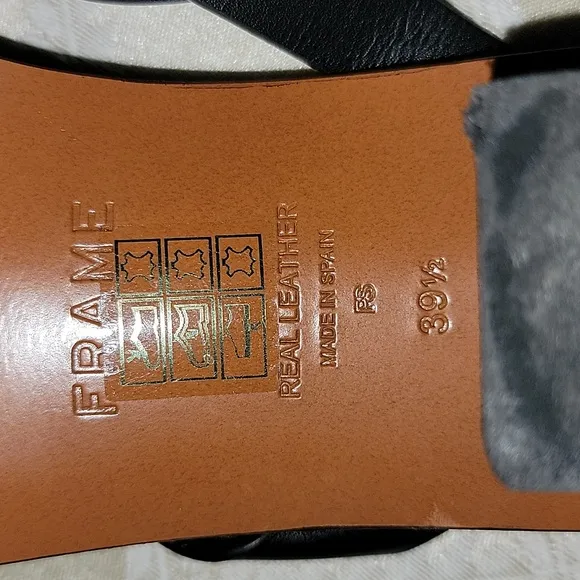 FRAME
REAL LEATHER
MADE IN SPAIN
PS
39½